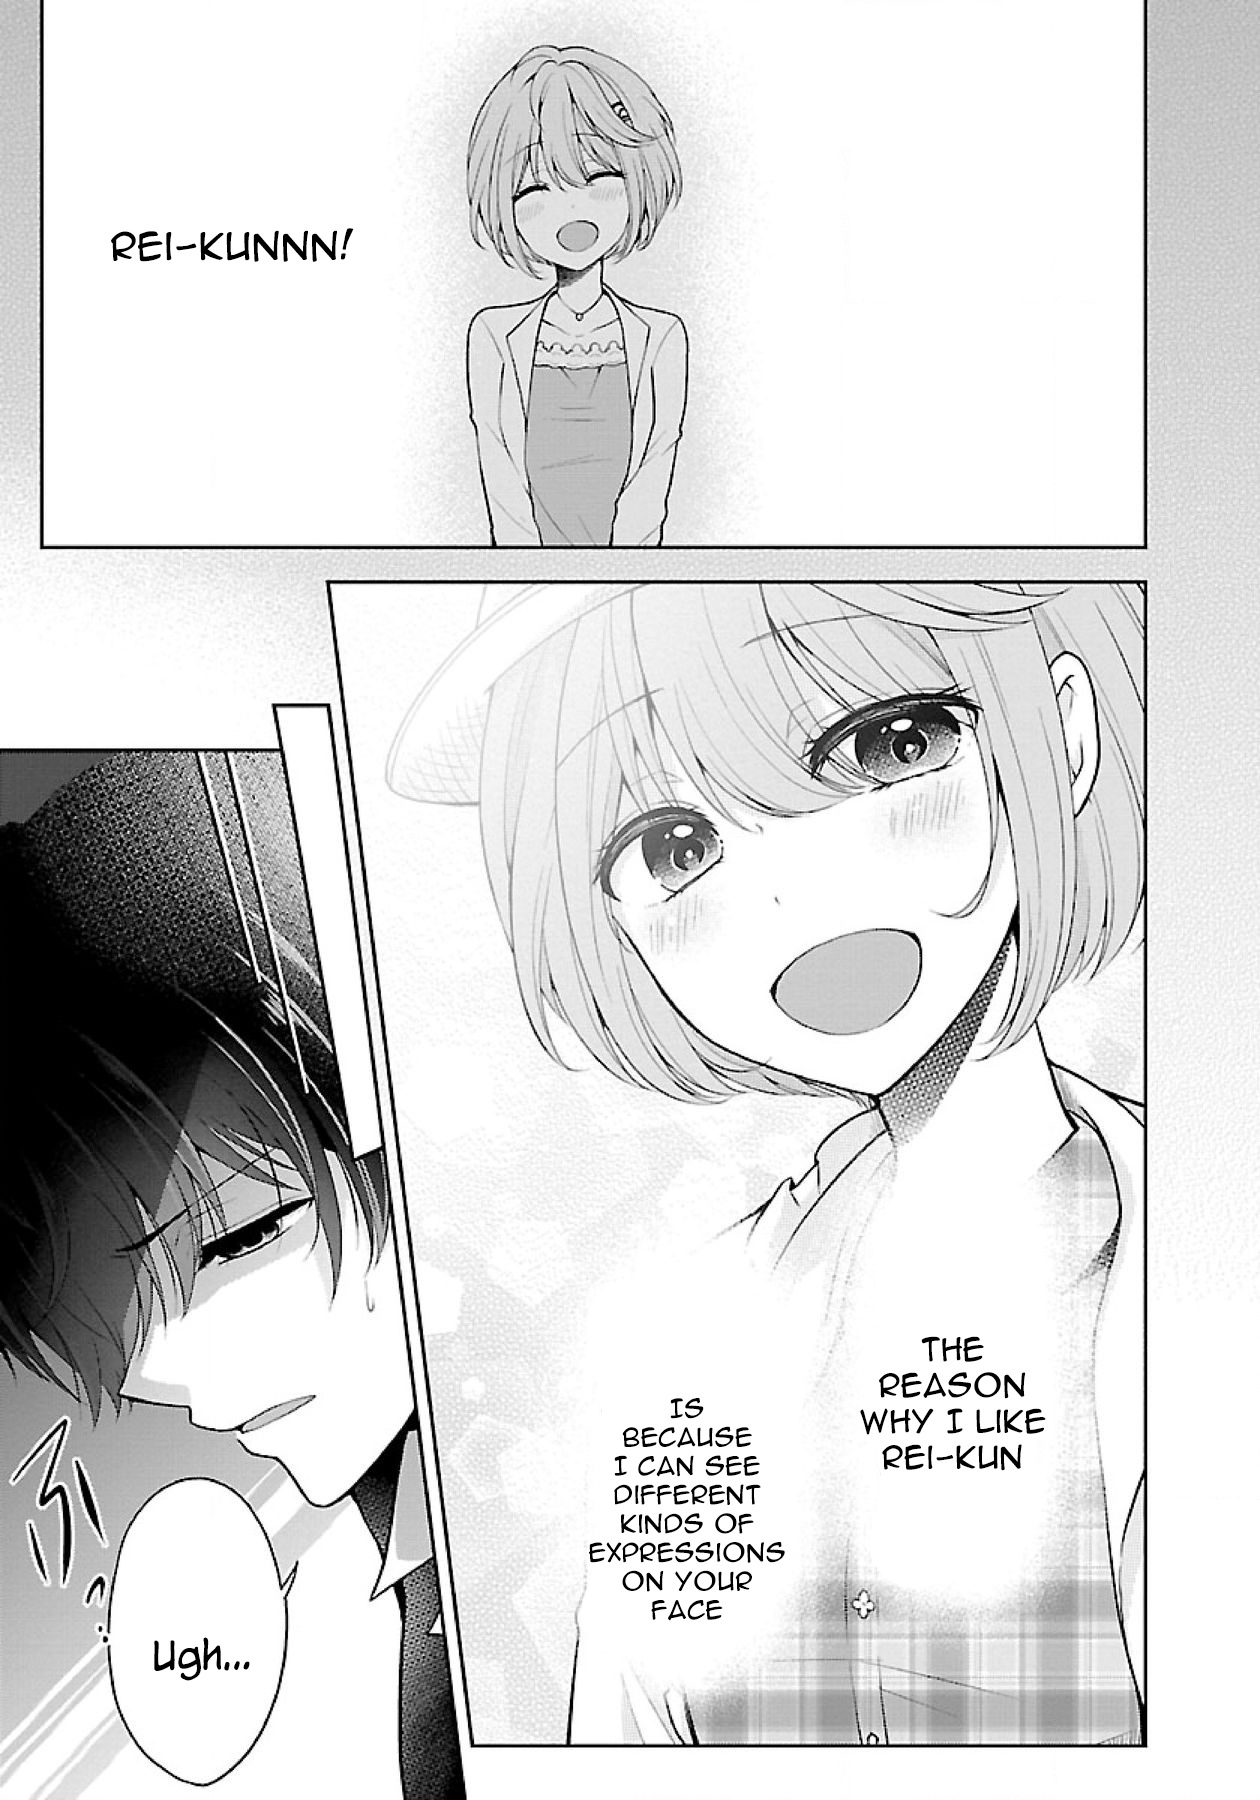 REI-KUNNN!
THE
REASON
WHY I LIKE
REI-KUN
IS
BECAUSE
I CAN SEE
DIFFERENT
KINDS OF
EXPRESSIONS
ON YOUR
FACE
Ugh...